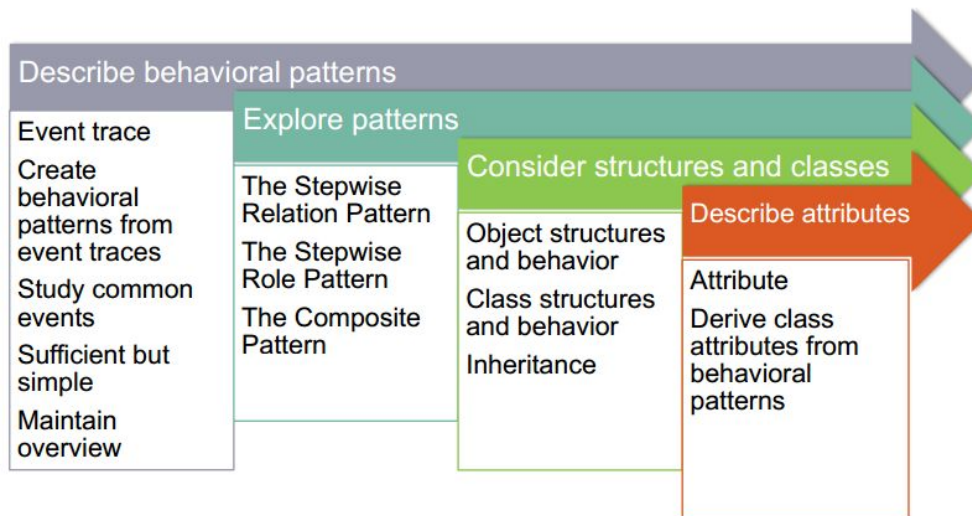 Describe behavioral patterns
Event trace
Create
behavioral
patterns from
event traces
Study common
events
Sufficient but
simple
Maintain
overview
Explore patterns
The Stepwise
Relation Pattern
The Stepwise
Role Pattern
The Composite
Pattern
Consider structures and classes
Object structures
and behavior
Class structures
and behavior
Inheritance
Describe attributes
Attribute
Derive class
attributes from
behavioral
patterns